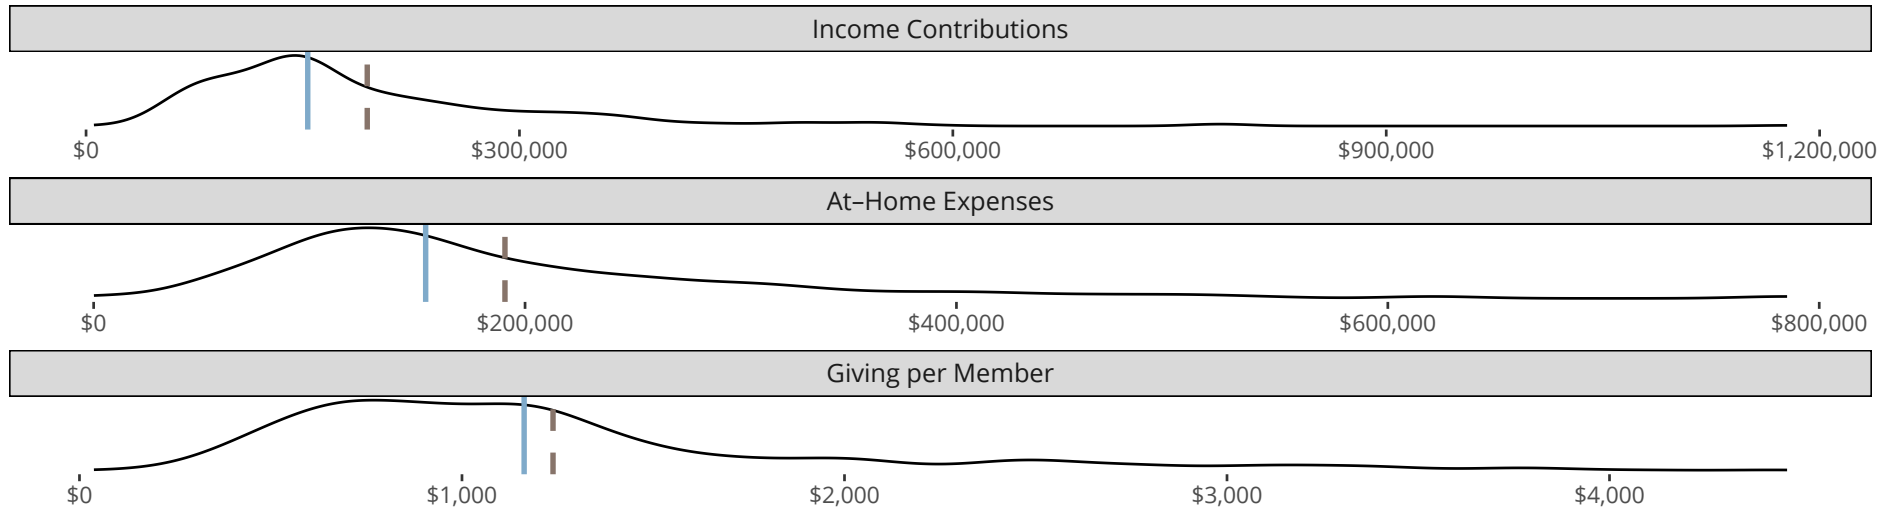 Income Contributions
$0 $300,000 $600,000 $900,000 $1,200,000
At–Home Expenses
$0 $200,000 $400,000 $600,000 $800,000
Giving per Member
$0 $1,000 $2,000 $3,000 $4,000